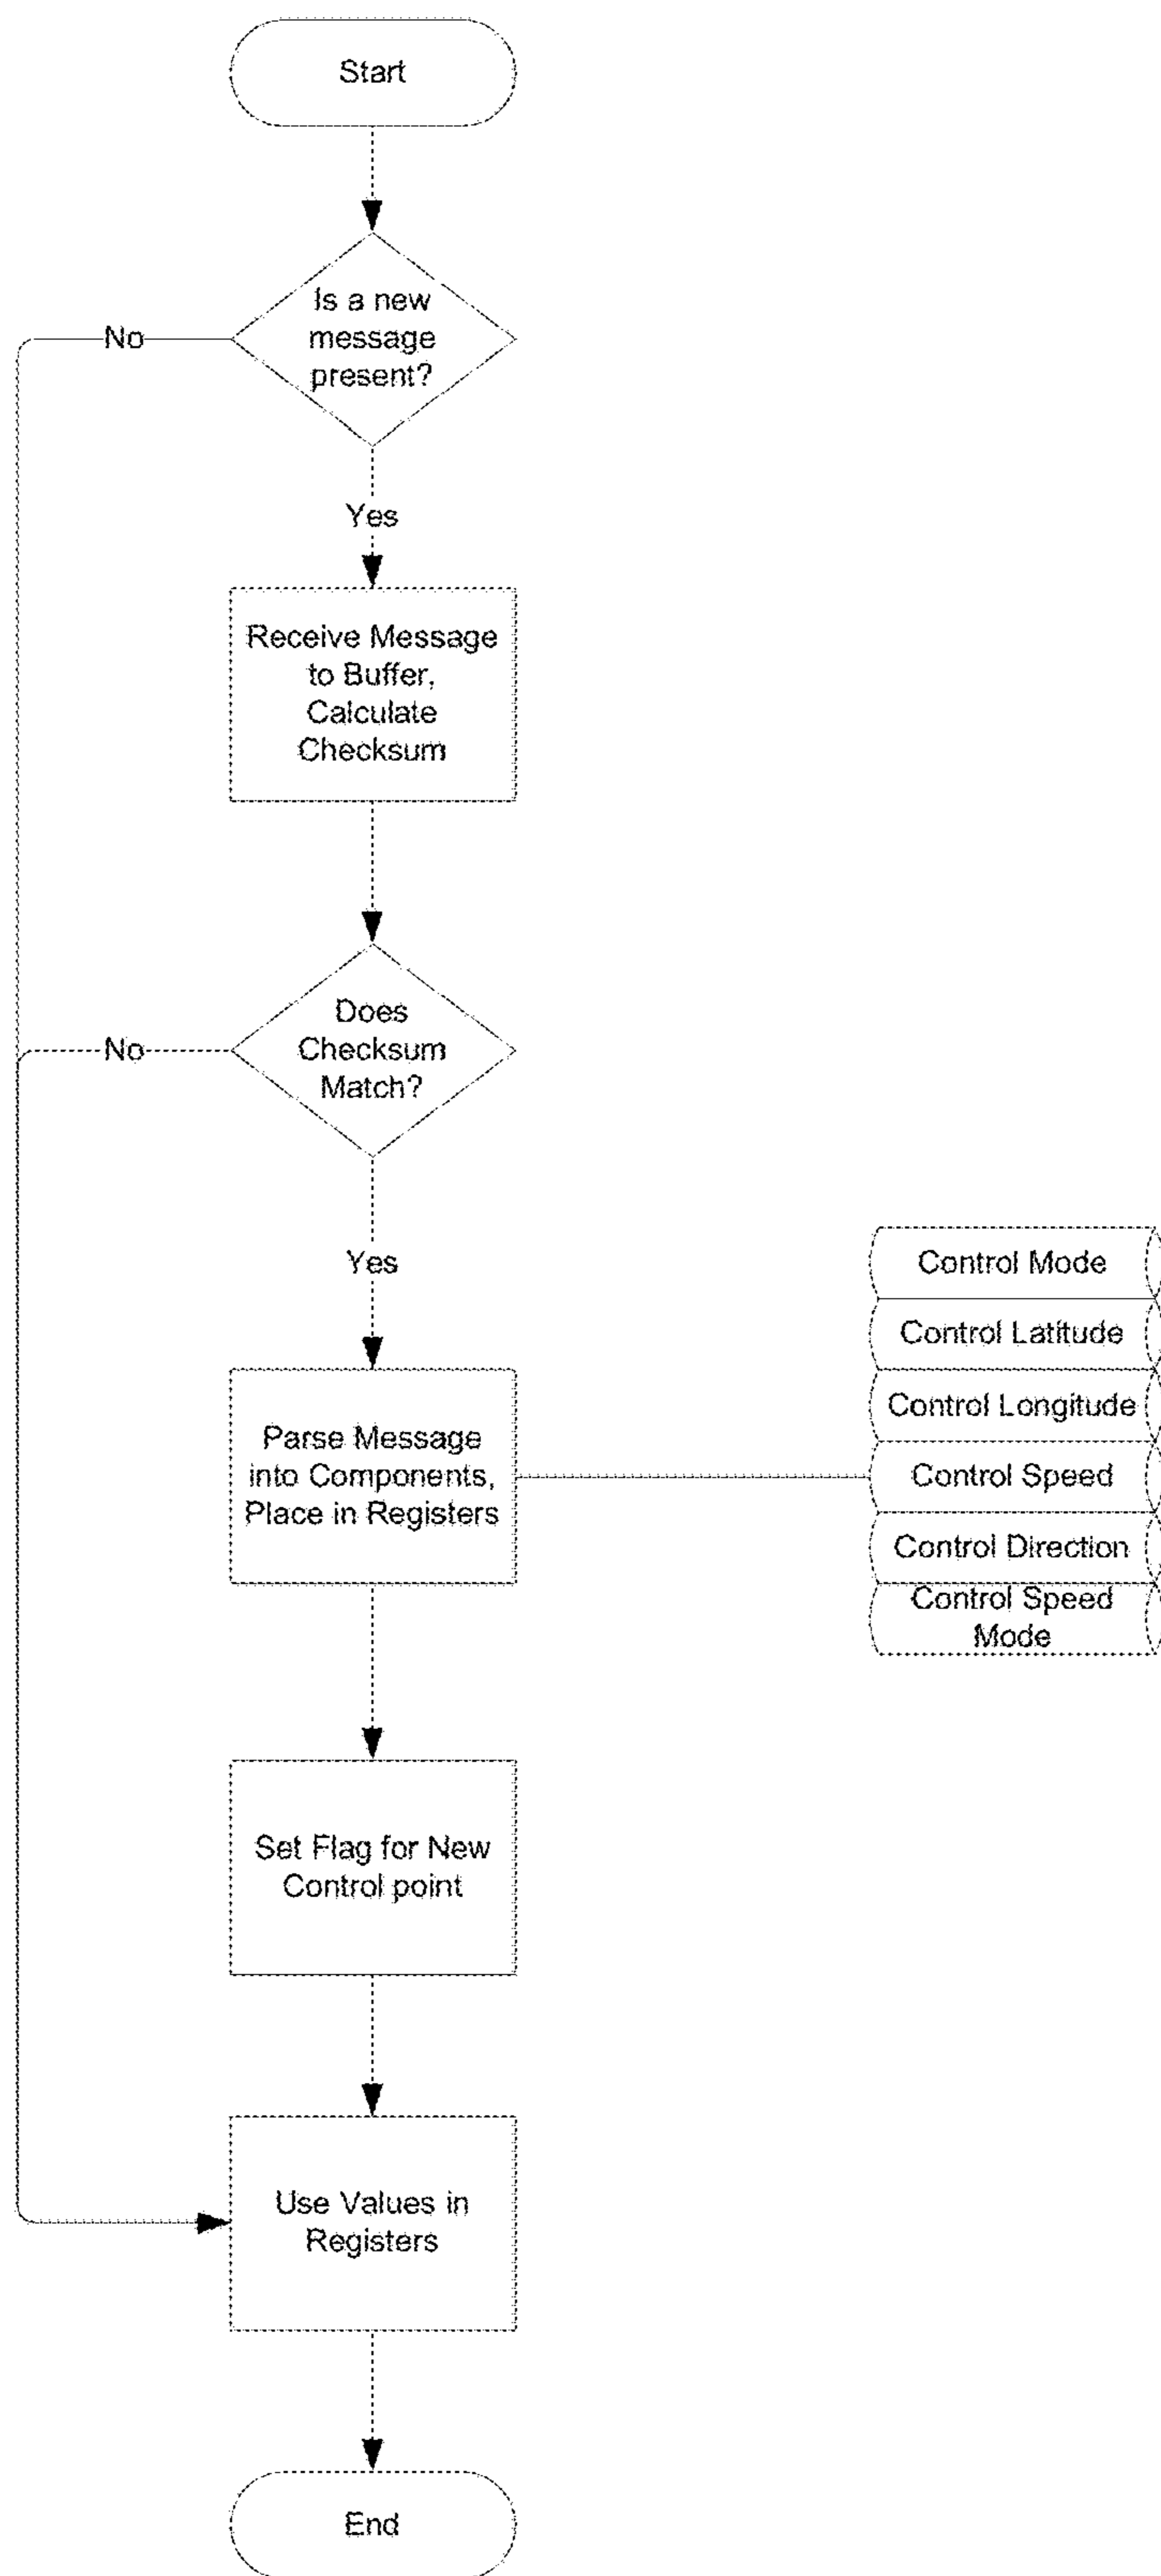 Start
Is a new
message
present?
No
Yes
Receive Message
to Buffer,
Calculate
Checksum
Does
Checksum
Match?
No
Yes
Control Mode
Control Latitude
Control Longitude
Control Speed
Control Direction
Control Speed
Mode
Parse Message
into Components,
Place in Registers
Set Flag for New
Control point
Use Values in
Registers
End